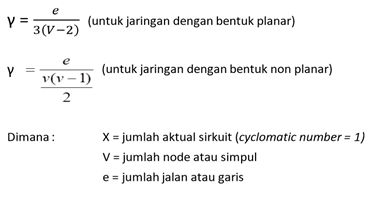 γ = e / 3(V−2) (untuk jaringan dengan bentuk planar)
γ = e / (v(v − 1) / 2) (untuk jaringan dengan bentuk non planar)
Dimana : X = jumlah aktual sirkuit (cyclomatic number = 1)
V = jumlah node atau simpul
e = jumlah jalan atau garis